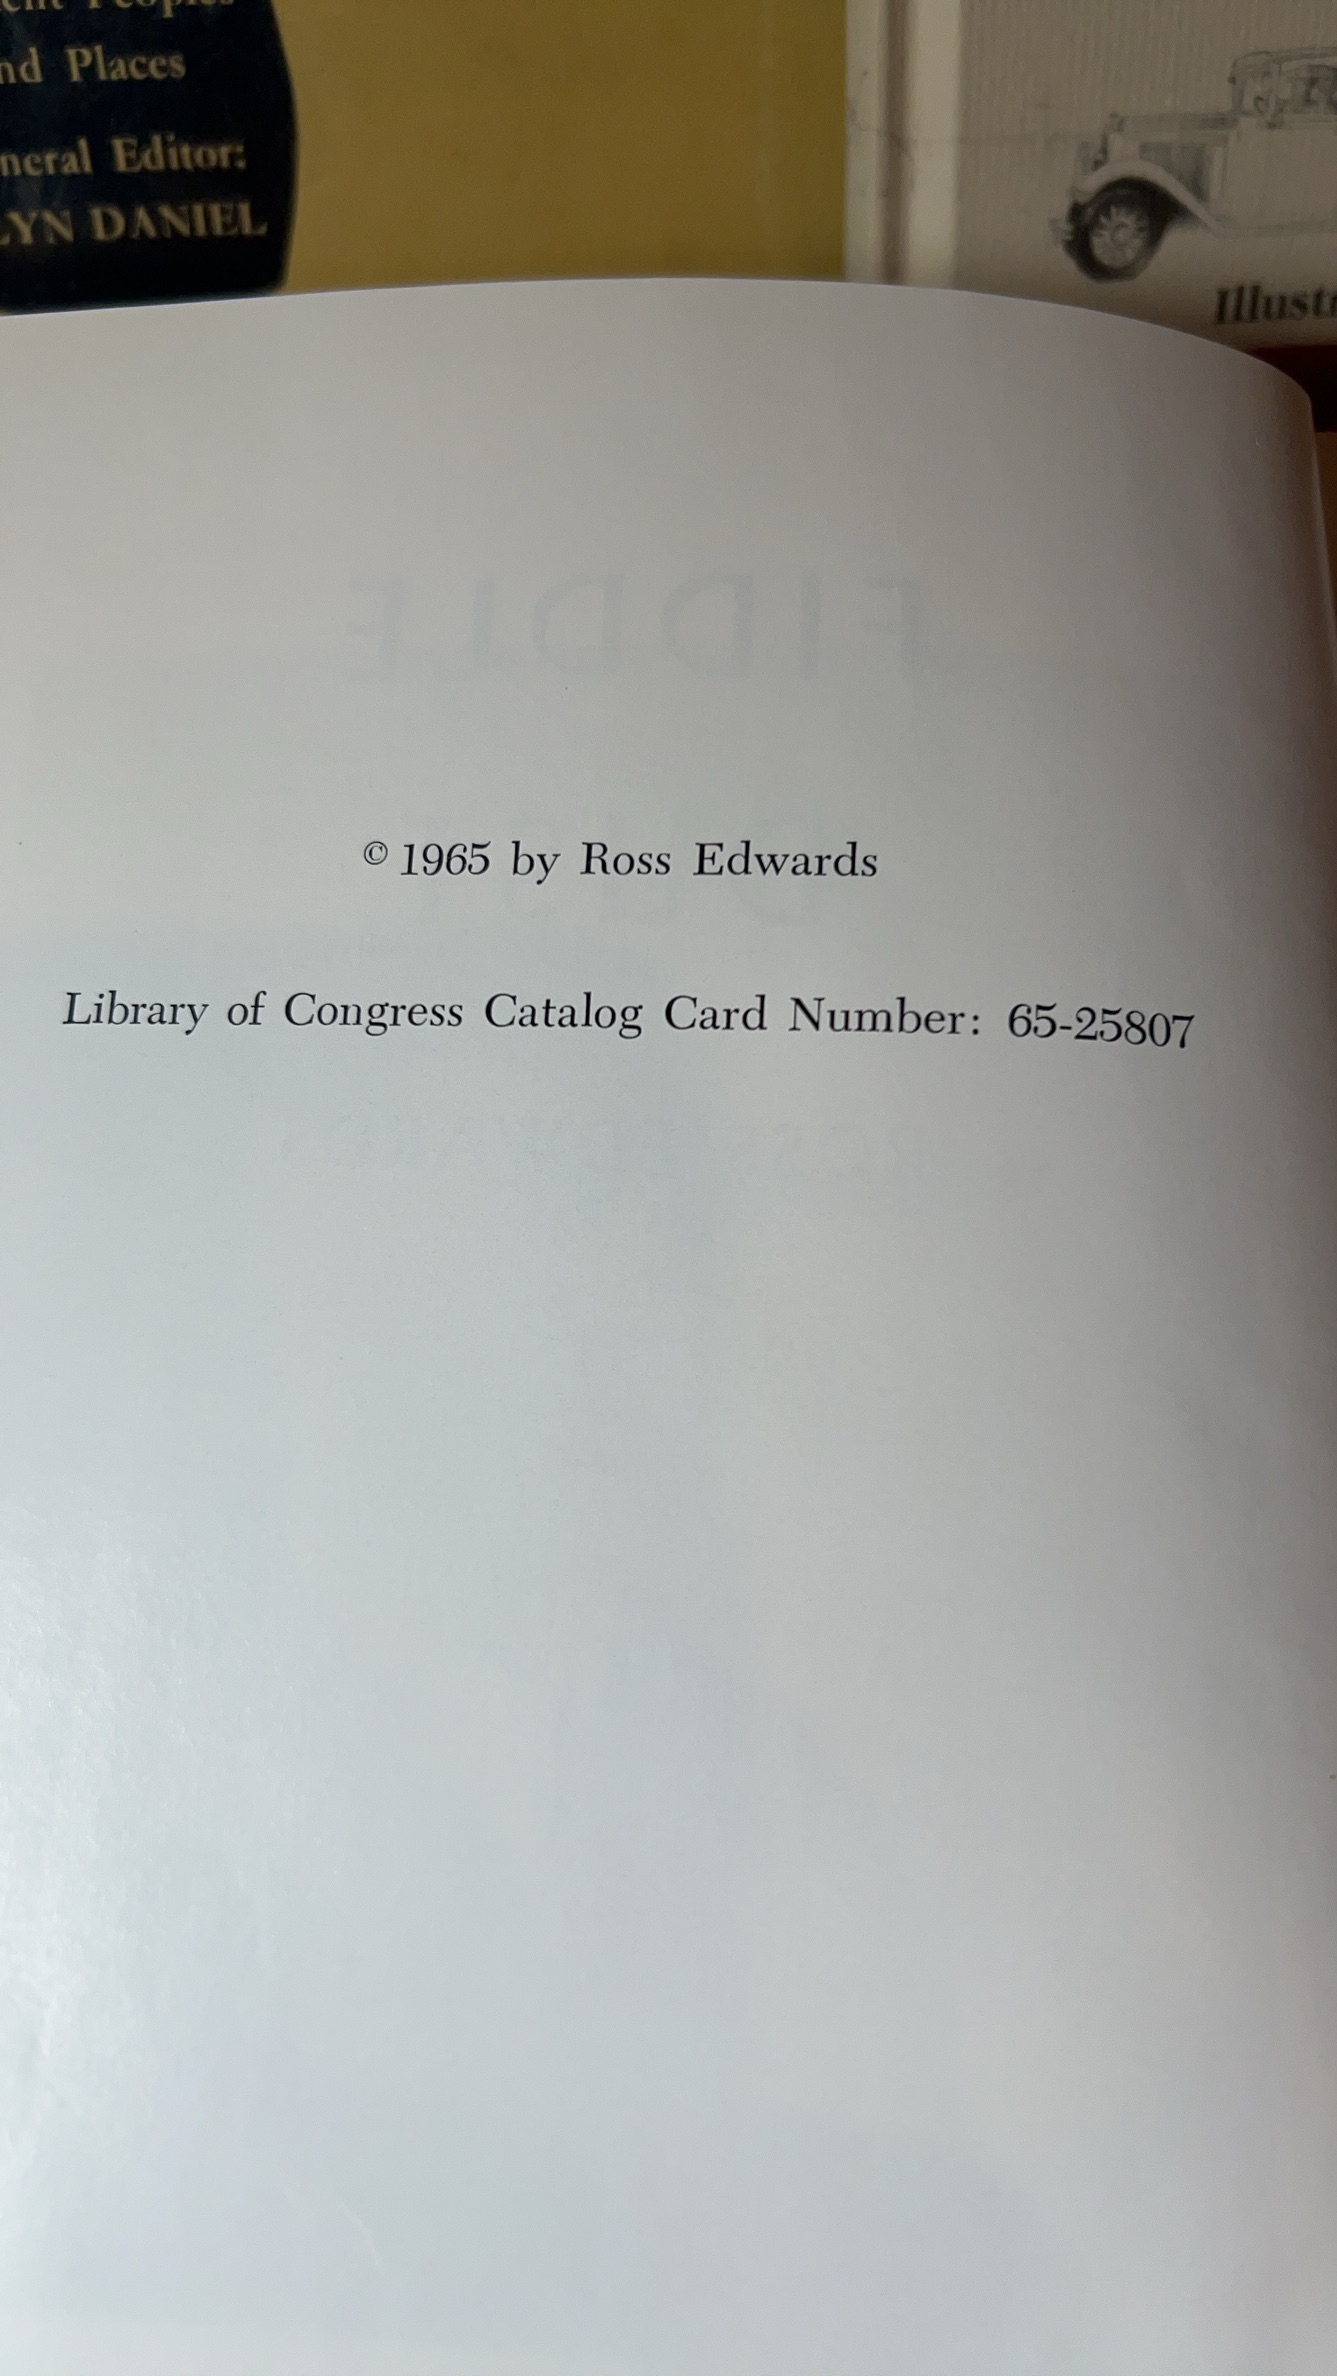 nd Places
neral Editor:
LYN DANIEL
Illust
FIDDLE
© 1965 by Ross Edwards
Library of Congress Catalog Card Number: 65-25807